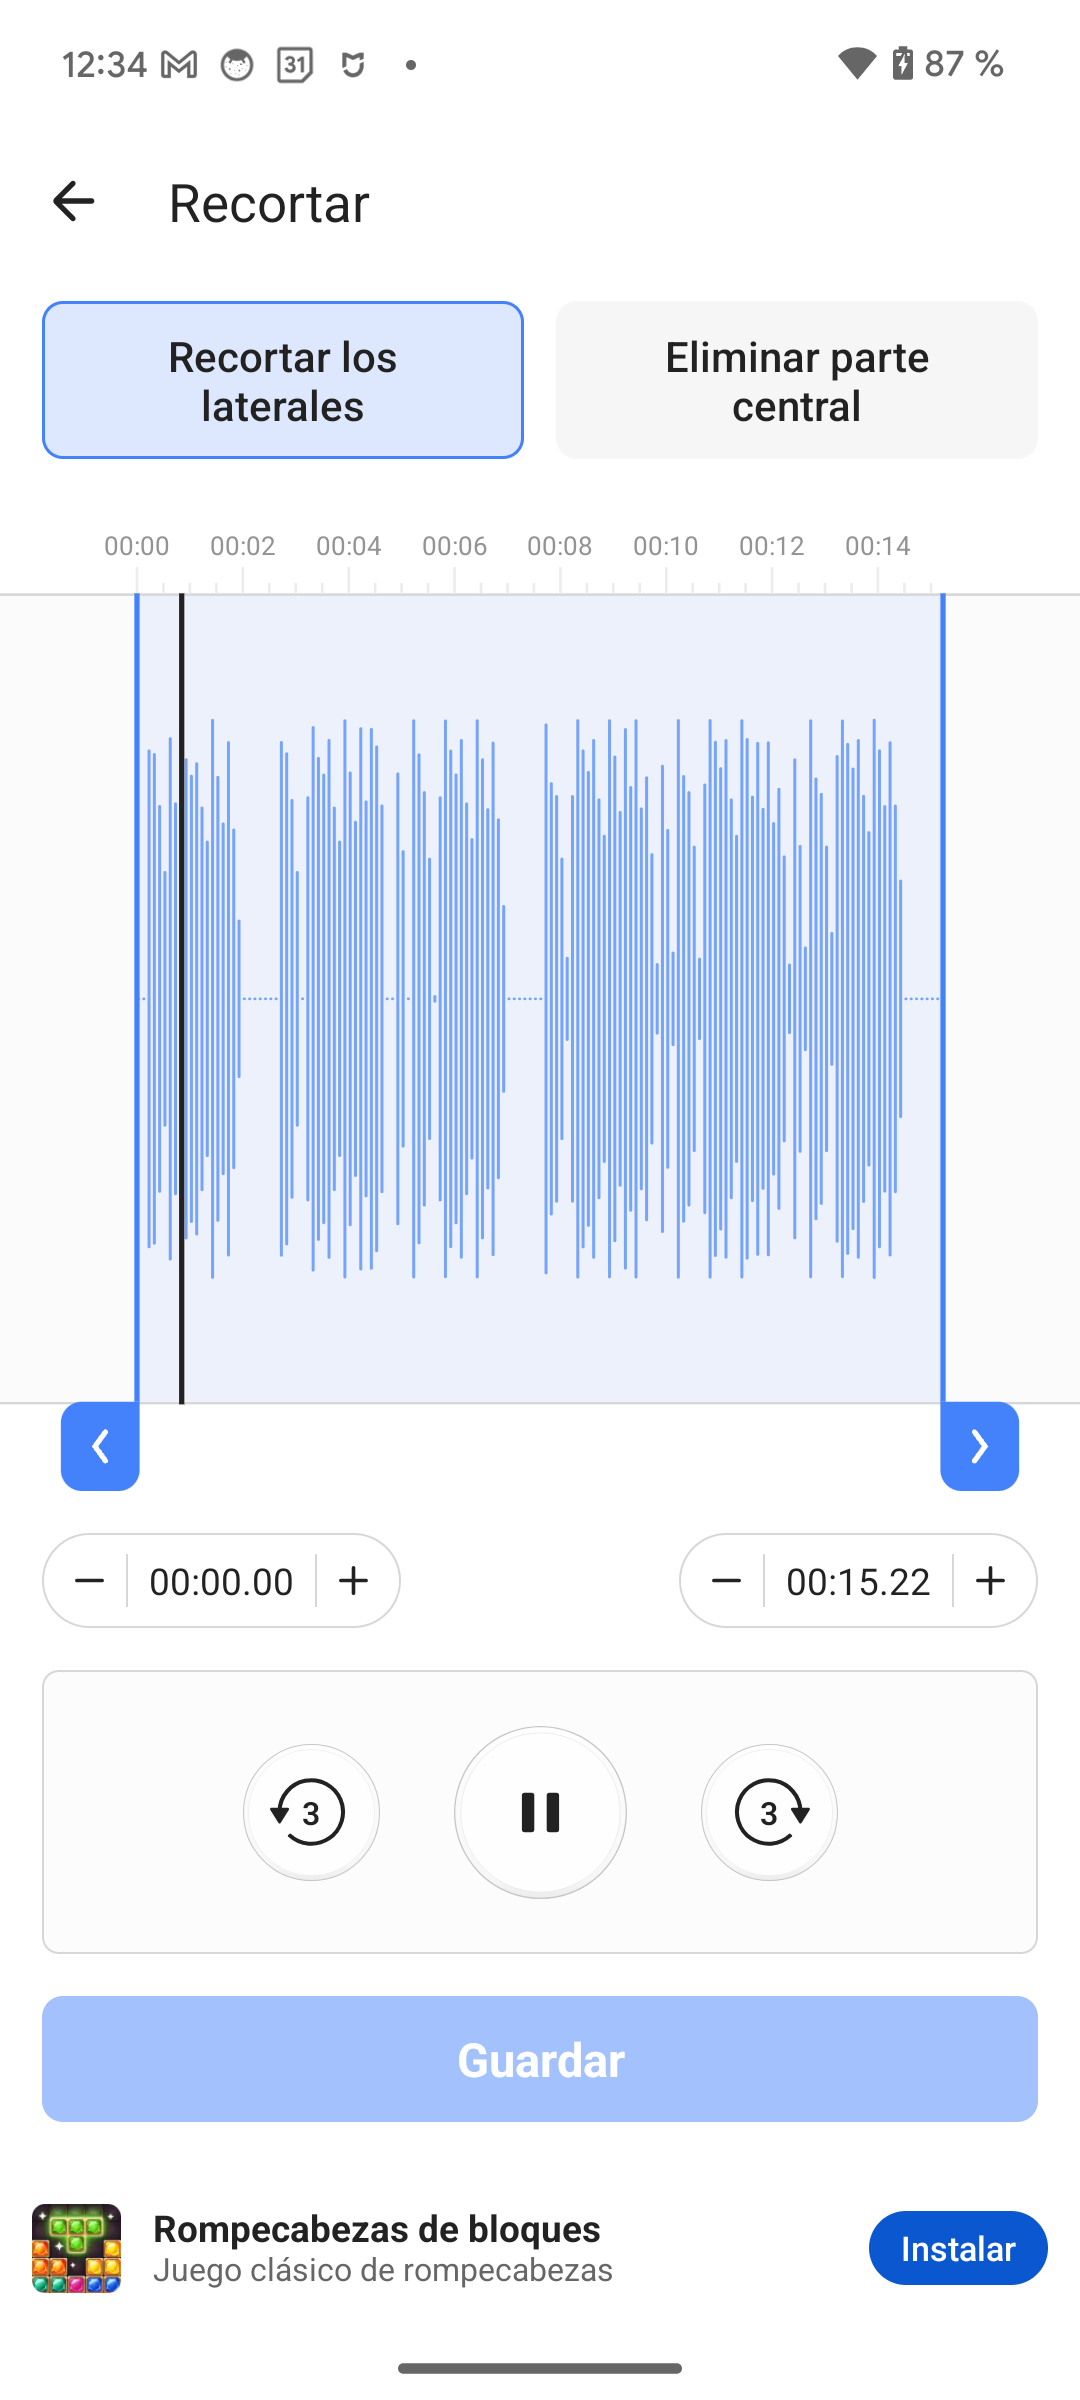 12:34
31
87 %
Recortar
Recortar los
laterales
Eliminar parte
central
00:00 00:02 00:04 00:06 00:08 00:10 00:12 00:14
00:00.00
00:15.22
3
3
Guardar
Rompecabezas de bloques
Juego clásico de rompecabezas
Instalar